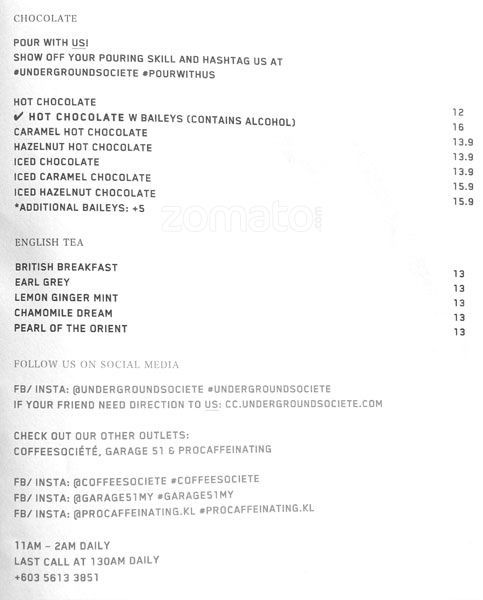 CHOCOLATE
POUR WITH US!
SHOW OFF YOUR POURING SKILL AND HASHTAG US AT
#UNDERGROUNDSOCIETE #POURWITHUS
HOT CHOCOLATE 12
✔ HOT CHOCOLATE W BAILEYS (CONTAINS ALCOHOL) 16
CARAMEL HOT CHOCOLATE 13.9
HAZELNUT HOT CHOCOLATE 13.9
ICED CHOCOLATE 13.9
ICED CARAMEL CHOCOLATE 15.9
ICED HAZELNUT CHOCOLATE 15.9
*ADDITIONAL BAILEYS: +5
zomato.com
ENGLISH TEA
BRITISH BREAKFAST 13
EARL GREY 13
LEMON GINGER MINT 13
CHAMOMILE DREAM 13
PEARL OF THE ORIENT 13
FOLLOW US ON SOCIAL MEDIA
FB/ INSTA: @UNDERGROUNDSOCIETE #UNDERGROUNDSOCIETE
IF YOUR FRIEND NEED DIRECTION TO US: CC.UNDERGROUNDSOCIETE.COM
CHECK OUT OUR OTHER OUTLETS:
COFFEESOCIÉTÉ, GARAGE 51 & PROCAFFEINATING
FB/ INSTA: @COFFEESOCIETE #COFFEESOCIETE
FB/ INSTA: @GARAGE51MY #GARAGE51MY
FB/ INSTA: @PROCAFFEINATING.KL #PROCAFFEINATING.KL
11AM – 2AM DAILY
LAST CALL AT 130AM DAILY
+603 5613 3851